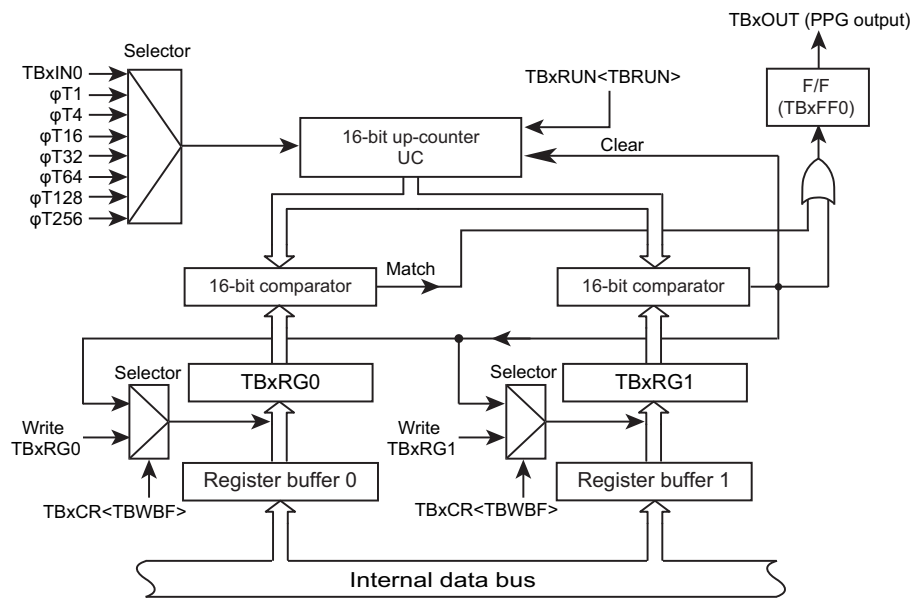 TBxOUT (PPG output)
Selector
TBxIN0
φT1
φT4
φT16
φT32
φT64
φT128
φT256
TBxRUN<TBRUN>
F/F
(TBxFF0)
16-bit up-counter
UC
Clear
16-bit comparator
Match
16-bit comparator
Selector
TBxRG0
Selector
TBxRG1
Write
TBxRG0
Write
TBxRG1
Register buffer 0
Register buffer 1
TBxCR<TBWBF>
TBxCR<TBWBF>
Internal data bus